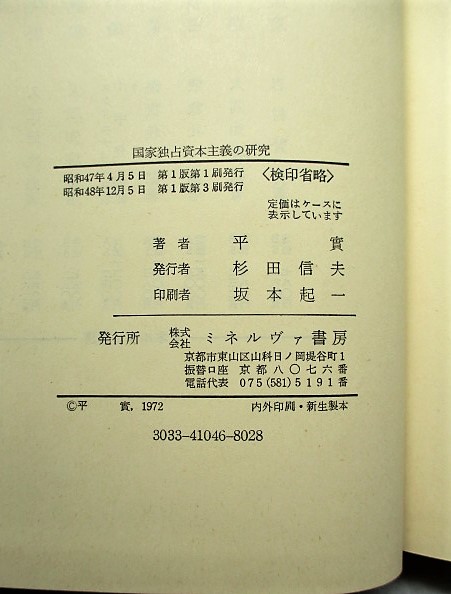 国家独占資本主義の研究
昭和47年4月5日 第1版第1刷発行 〈検印省略〉
昭和48年12月5日 第1版第3刷発行
定価はケースに
表示しています
著者 平 實
発行者 杉田信夫
印刷者 坂本起一
発行所 株式会社 ミネルヴァ書房
京都市東山区山科日ノ岡堤谷町1
振替口座 京都八〇七六番
電話代表 075(581)5191番
©平 實, 1972 内外印刷・新生製本
3033-41046-8028